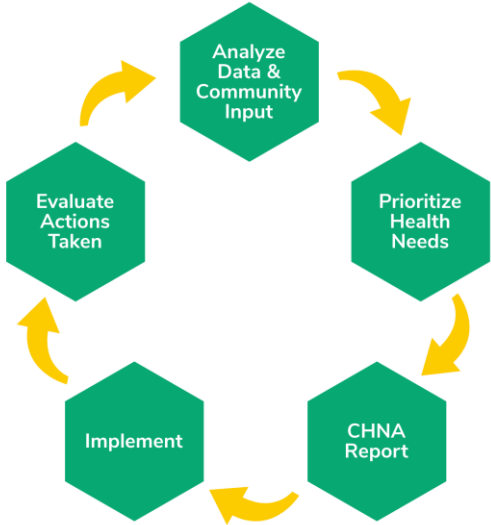 Analyze
Data &
Community
Input
Prioritize
Health
Needs
CHNA
Report
Implement
Evaluate
Actions
Taken